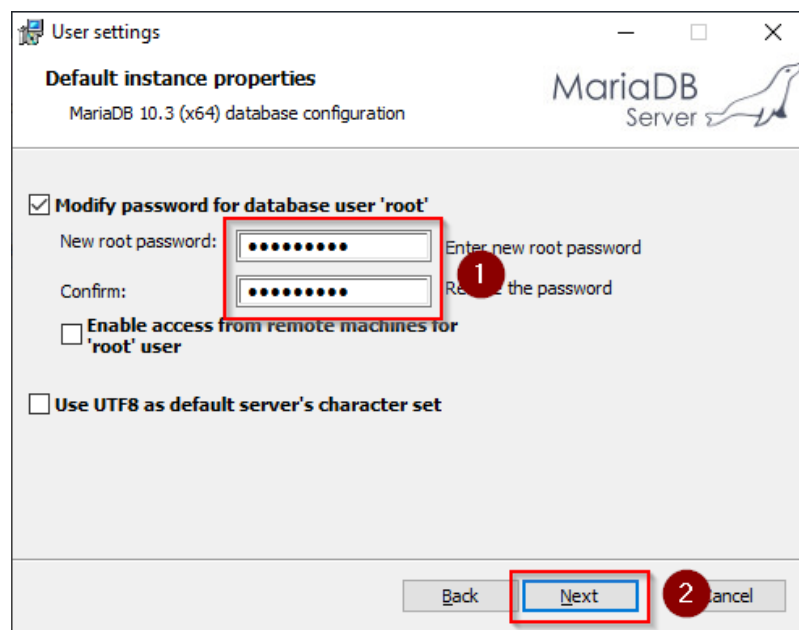 User settings
Default instance properties
MariaDB 10.3 (x64) database configuration
MariaDB
Server
Modify password for database user 'root'
New root password: ●●●●●●●●● Enter new root password
1
Confirm: ●●●●●●●●● the password
Enable access from remote machines for
'root' user
Use UTF8 as default server's character set
Back Next 2 Cancel